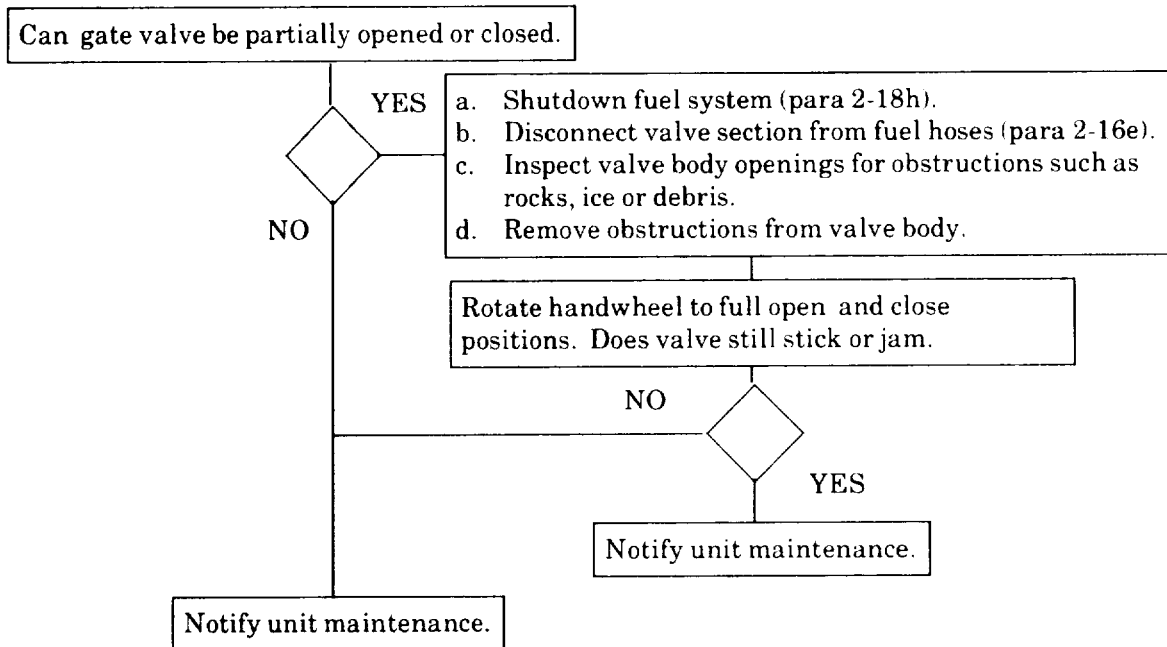 Can gate valve be partially opened or closed.
YES
a. Shutdown fuel system (para 2-18h).
b. Disconnect valve section from fuel hoses (para 2-16e).
c. Inspect valve body openings for obstructions such as
rocks, ice or debris.
d. Remove obstructions from valve body.
NO
Rotate handwheel to full open and close
positions. Does valve still stick or jam.
NO
YES
Notify unit maintenance.
Notify unit maintenance.